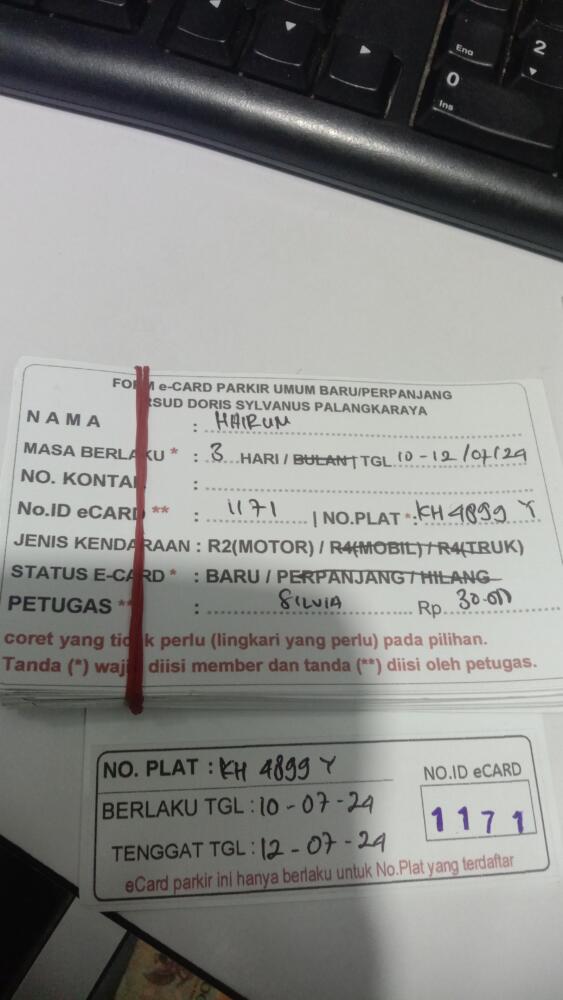 End
2
0
Ins
FORM e-CARD PARKIR UMUM BARU/PERPANJANG
RSUD DORIS SYLVANUS PALANGKARAYA
NAMA : HAIRUN
MASA BERLAKU * : 3 HARI / BULAN | TGL 10-12/07/24
NO. KONTAK :
No.ID eCARD ** : 1171 | NO.PLAT *: KH 4899 Y
JENIS KENDARAAN : R2(MOTOR) / R4(MOBIL) / R4(TRUK)
STATUS E-CARD * : BARU / PERPANJANG / HILANG
PETUGAS ** : SILVIA Rp. 30.000
coret yang tidak perlu (lingkari yang perlu) pada pilihan.
Tanda (*) wajib diisi member dan tanda (**) diisi oleh petugas.
NO. PLAT : KH 4899 Y
NO.ID eCARD
BERLAKU TGL : 10-07-24
1171
TENGGAT TGL : 12-07-24
eCard parkir ini hanya berlaku untuk No.Plat yang terdaftar